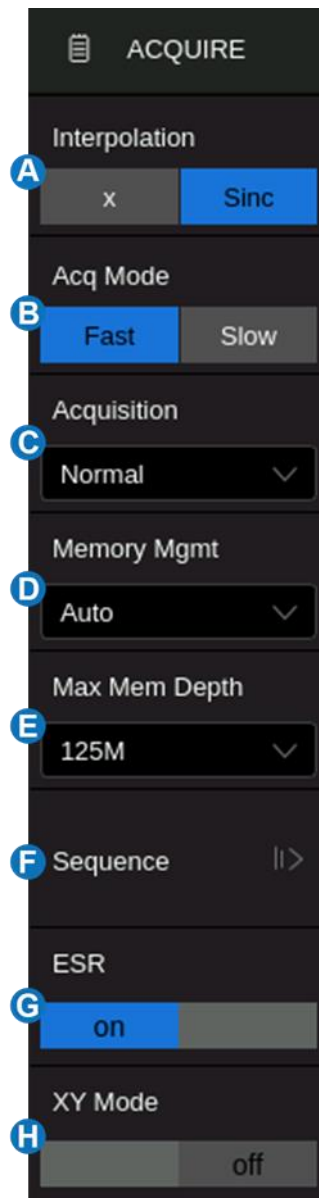 ACQUIRE
Interpolation
A
x Sinc
Acq Mode
B
Fast Slow
Acquisition
C
Normal
Memory Mgmt
D
Auto
Max Mem Depth
E
125M
F Sequence
ESR
G
on
XY Mode
H
off